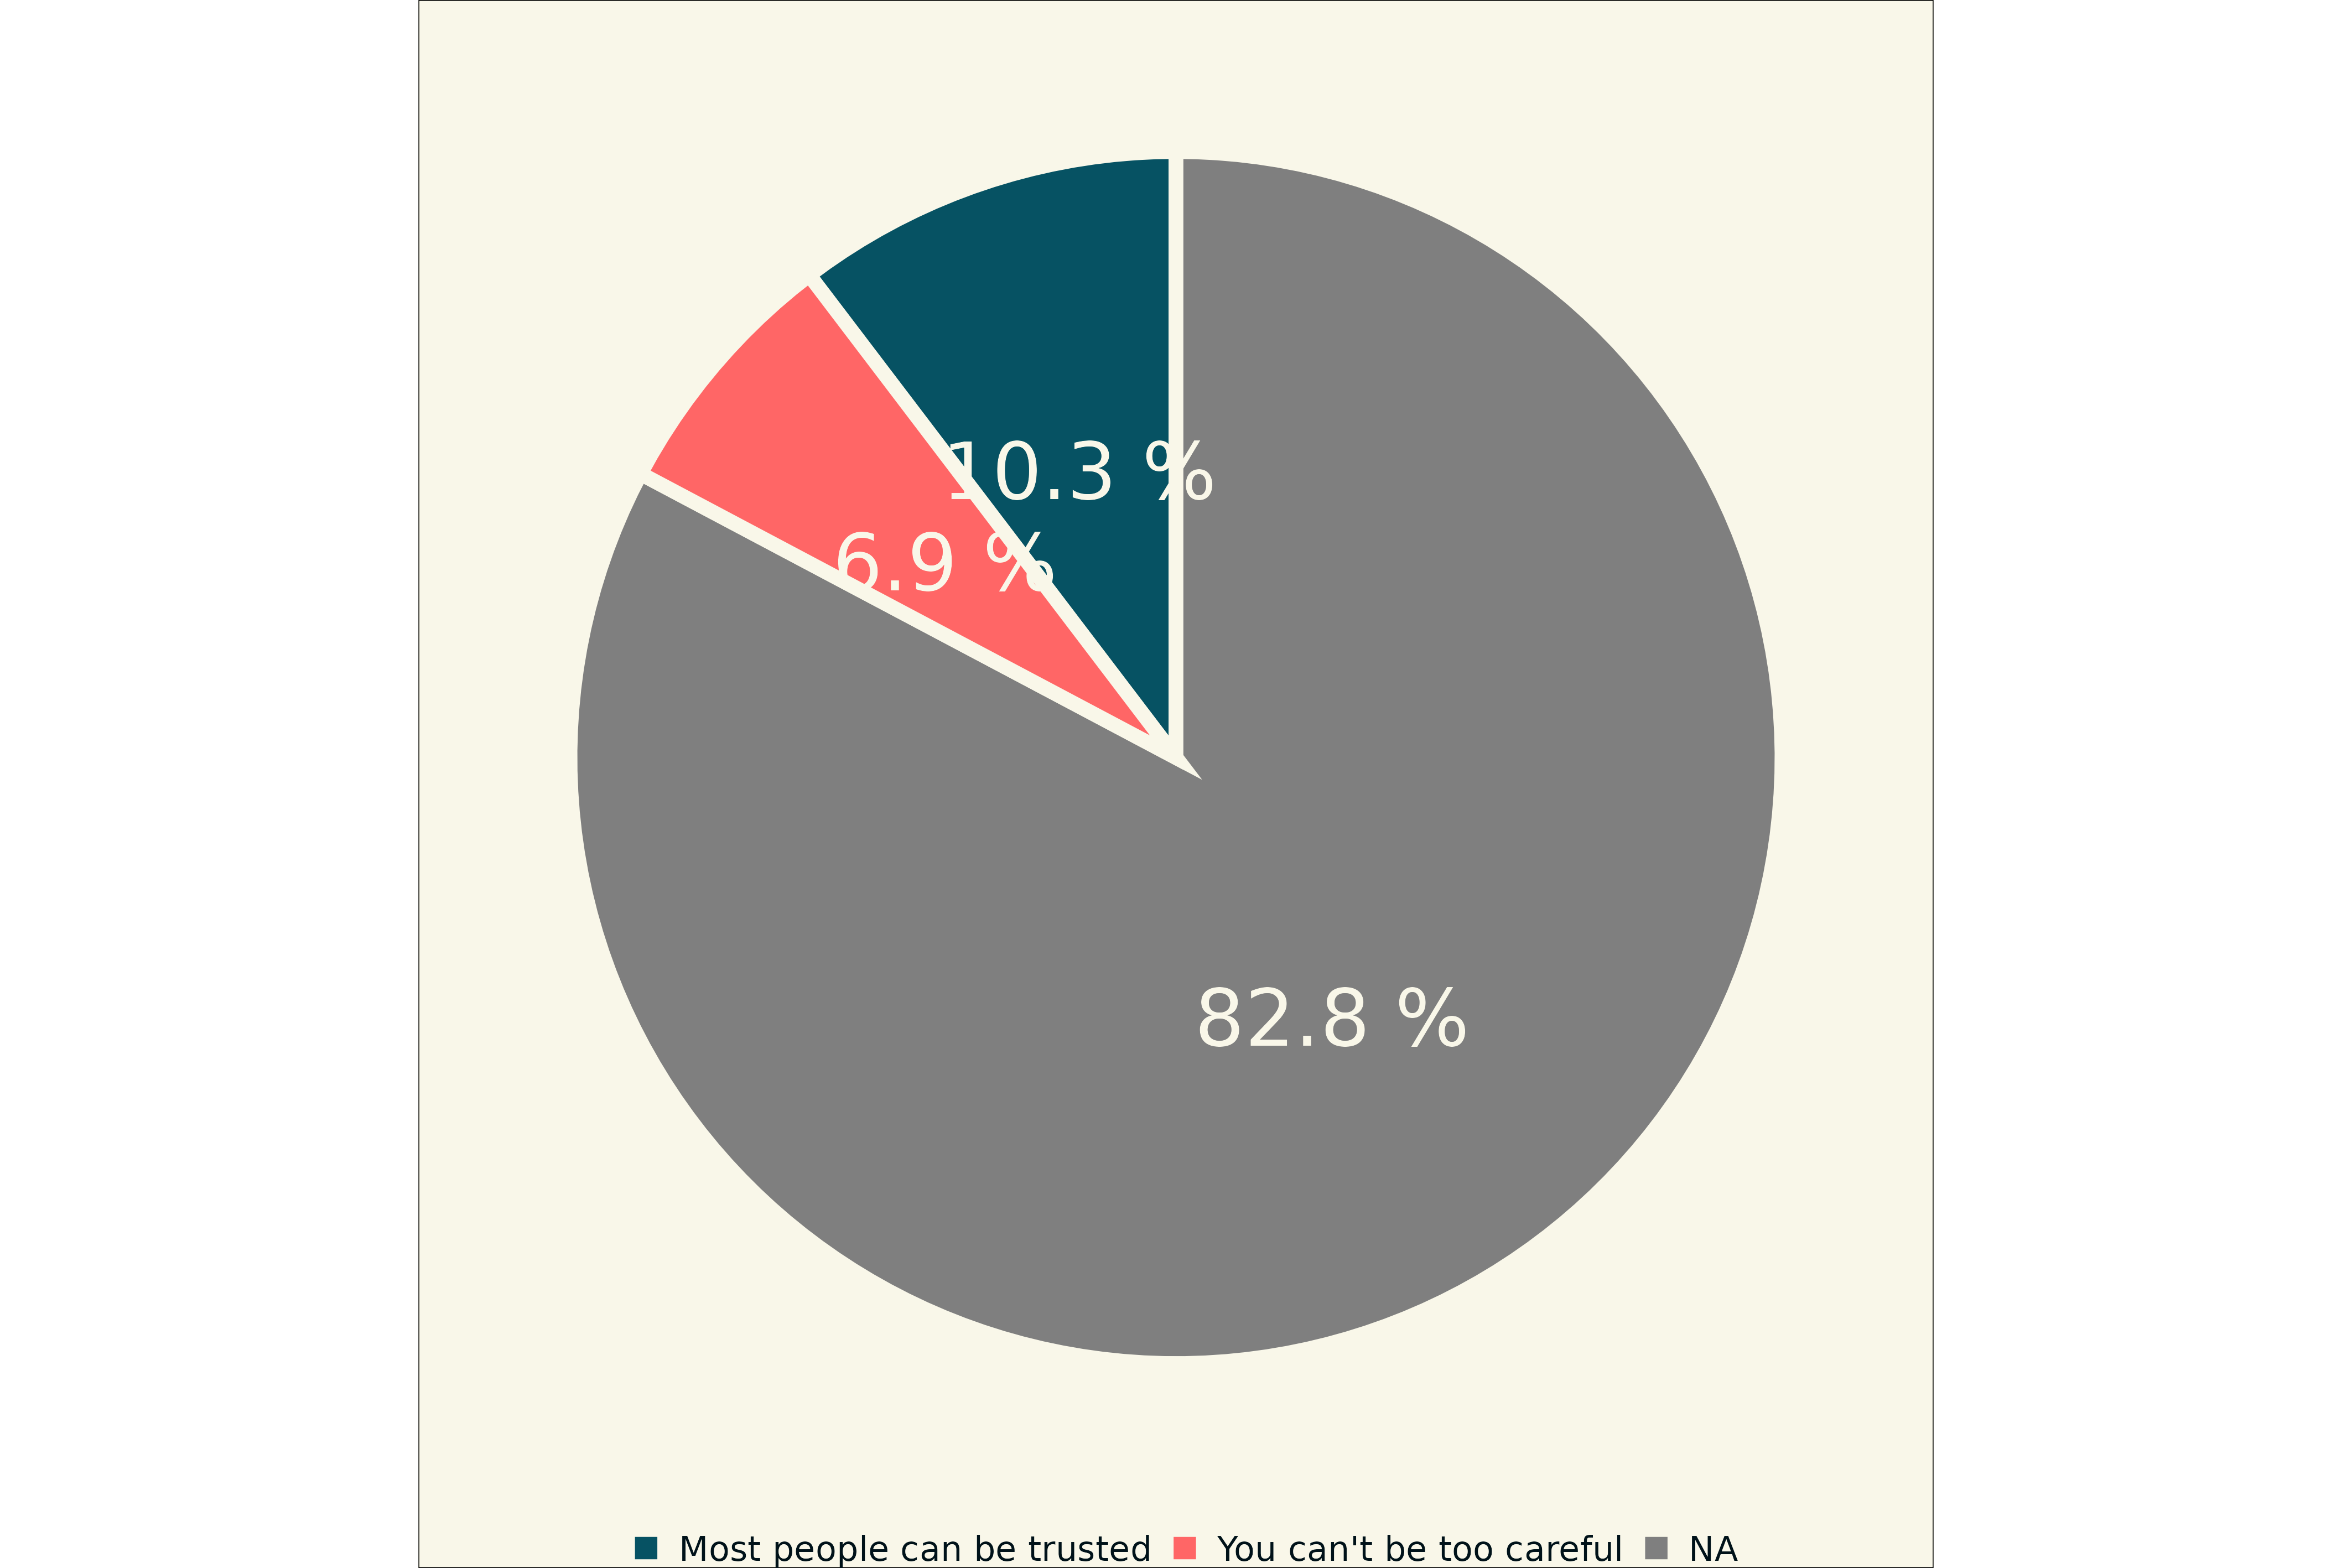 10.3 %
6.9 %
82.8 %
Most people can be trusted You can't be too careful NA